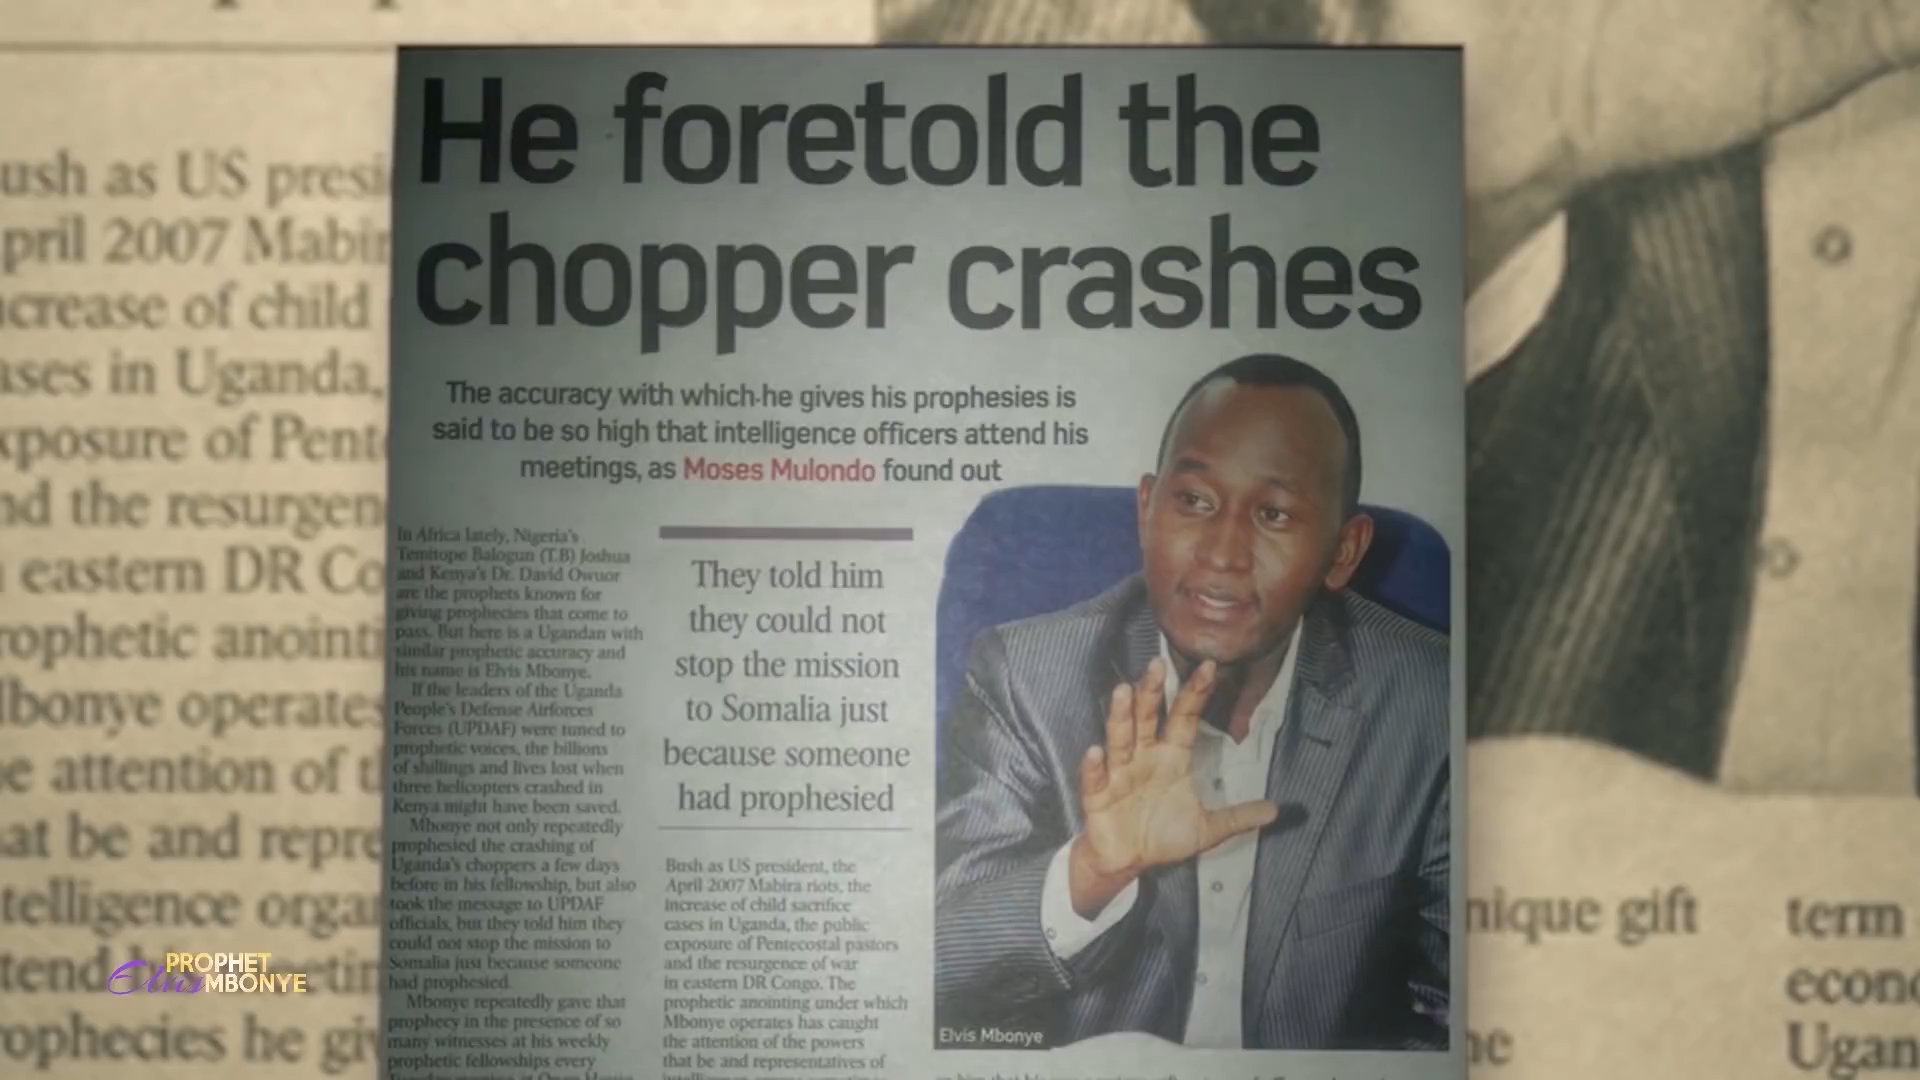 He foretold the
chopper crashes
The accuracy with which he gives his prophesies is
said to be so high that intelligence officers attend his
meetings, as Moses Mulondo found out
In Africa lately, Nigeria's
Temitope Balogun (T.B) Joshua
and Kenya's Dr. David Owuor
are the prophets known for
giving prophecies that come to
pass. But here is a Ugandan with
similar prophetic accuracy and
his name is Elvis Mbonye.
If the leaders of the Uganda
People's Defense Airforces
Forces (UPDAF) were tuned to
prophetic voices, the billions
of shillings and lives lost when
three helicopters crashed in
Kenya might have been saved.
Mbonye not only repeatedly
prophesied the crashing of
Uganda's choppers a few days
before in his fellowship, but also
took the message to UPDAF
officials, but they told him they
could not stop the mission to
Somalia just because someone
had prophesied.
Mbonye repeatedly gave that
prophecy in the presence of so
many witnesses at his weekly
prophetic fellowships every
They told him
they could not
stop the mission
to Somalia just
because someone
had prophesied
Bush as US president, the
April 2007 Mabira riots, the
increase of child sacrifice
cases in Uganda, the public
exposure of Pentecostal pastors
and the resurgence of war
in eastern DR Congo. The
prophetic anointing under which
Mbonye operates has caught
the attention of the powers
that be and representatives of
Elvis Mbonye
ush as US presi
pril 2007 Mabir
crease of child
ases in Uganda,
xposure of Pent
nd the resurgen
eastern DR Co
rophetic anointi
Mbonye operates
e attention of t
at be and repre
telligence orga
tend
etin
rophecies he giv
nique gift
term
econo
Ugan
PROPHET
Elvis MBONYE